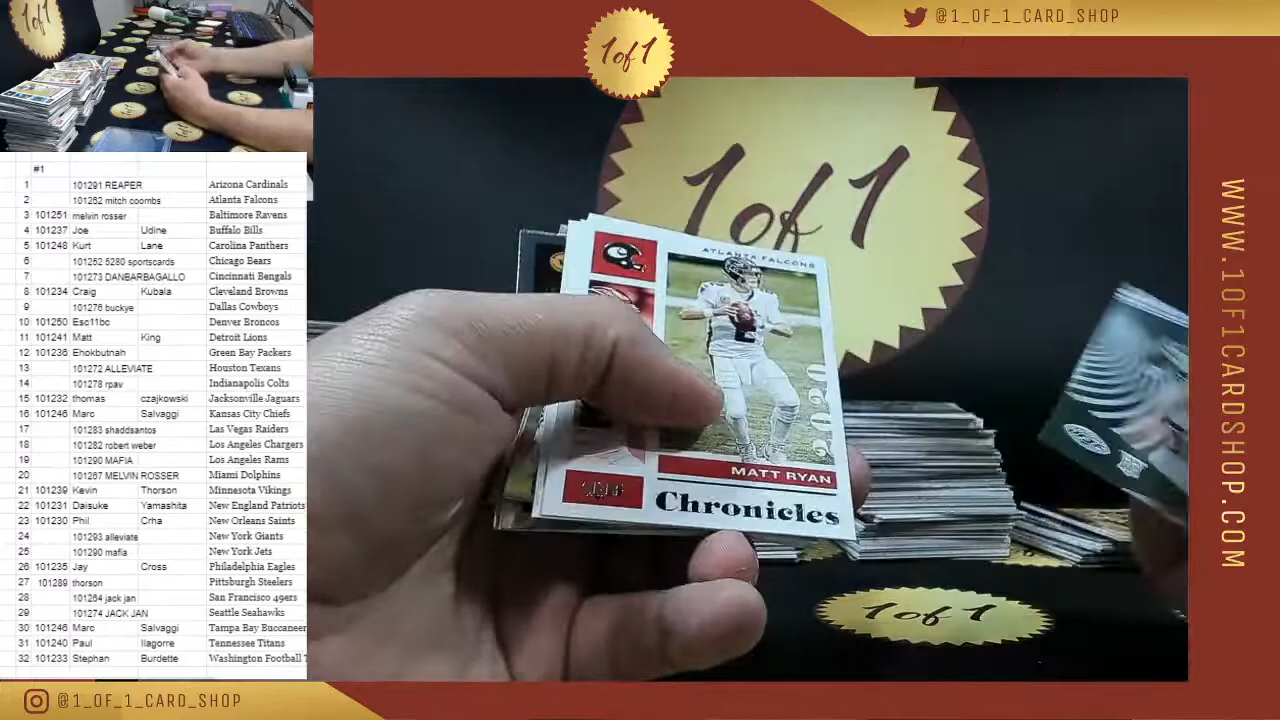 1of1
@1_OF_1_CARD_SHOP
1of1
#1
1 101291 REAPER Arizona Cardinals
2 101262 mitch coombs Atlanta Falcons
3 101251 melvin rosser Baltimore Ravens
4 101237 Joe Udine Buffalo Bills
5 101248 Kurt Lane Carolina Panthers
6 101252 5280 sportscards Chicago Bears
7 101273 DANBARBAGALLO Cincinnati Bengals
8 101234 Craig Kubala Cleveland Browns
9 101276 buckye Dallas Cowboys
10 101250 Esc11bc Denver Broncos
11 101241 Matt King Detroit Lions
12 101236 Ehokbutnah Green Bay Packers
13 101272 ALLEVIATE Houston Texans
14 101278 rpav Indianapolis Colts
15 101232 thomas czajkowski Jacksonville Jaguars
16 101246 Marc Salvaggi Kansas City Chiefs
17 101283 shaddsantos Las Vegas Raiders
18 101282 robert weber Los Angeles Chargers
19 101290 MAFIA Los Angeles Rams
20 101267 MELVIN ROSSER Miami Dolphins
21 101239 Kevin Thorson Minnesota Vikings
22 101231 Daisuke Yamashita New England Patriots
23 101230 Phil Crha New Orleans Saints
24 101293 alleviate New York Giants
25 101290 mafia New York Jets
26 101235 Jay Cross Philadelphia Eagles
27 101289 thorson Pittsburgh Steelers
28 101264 jack jan San Francisco 49ers
29 101274 JACK JAN Seattle Seahawks
30 101246 Marc Salvaggi Tampa Bay Buccaneer
31 101240 Paul Ilagorre Tennessee Titans
32 101233 Stephan Burdette Washington Football T
1of1
ATLANTA FALCONS
2020
MATT RYAN
Chronicles
1of1
WWW.1OF1CARDSHOP.COM
@1_OF_1_CARD_SHOP